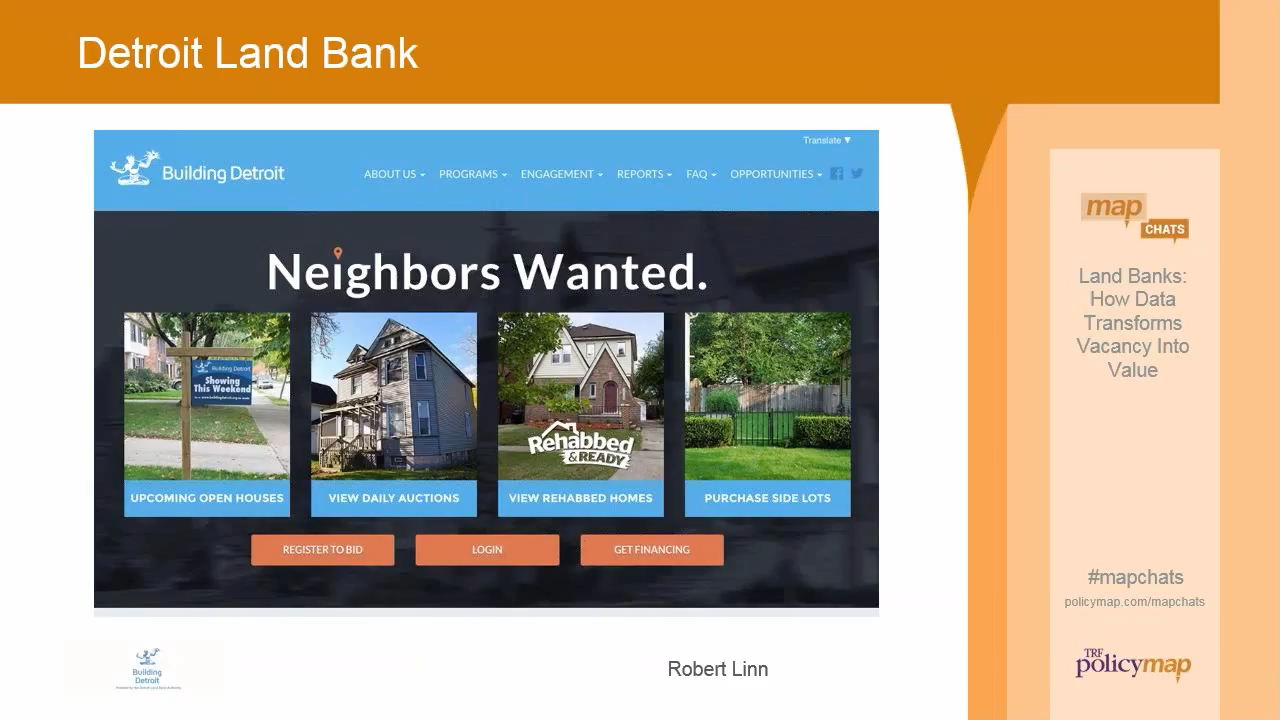 Detroit Land Bank
Translate ▼
Building Detroit
ABOUT US
PROGRAMS
ENGAGEMENT
REPORTS
FAQ
OPPORTUNITIES
Neighbors Wanted.
Building Detroit
Showing
This Weekend
Rehabbed
& READY
UPCOMING OPEN HOUSES
VIEW DAILY AUCTIONS
VIEW REHABBED HOMES
PURCHASE SIDE LOTS
REGISTER TO BID
LOGIN
GET FINANCING
Building
Detroit
Robert Linn
map
CHATS
Land Banks:
How Data
Transforms
Vacancy Into
Value
#mapchats
policymap.com/mapchats
TRF
policymap